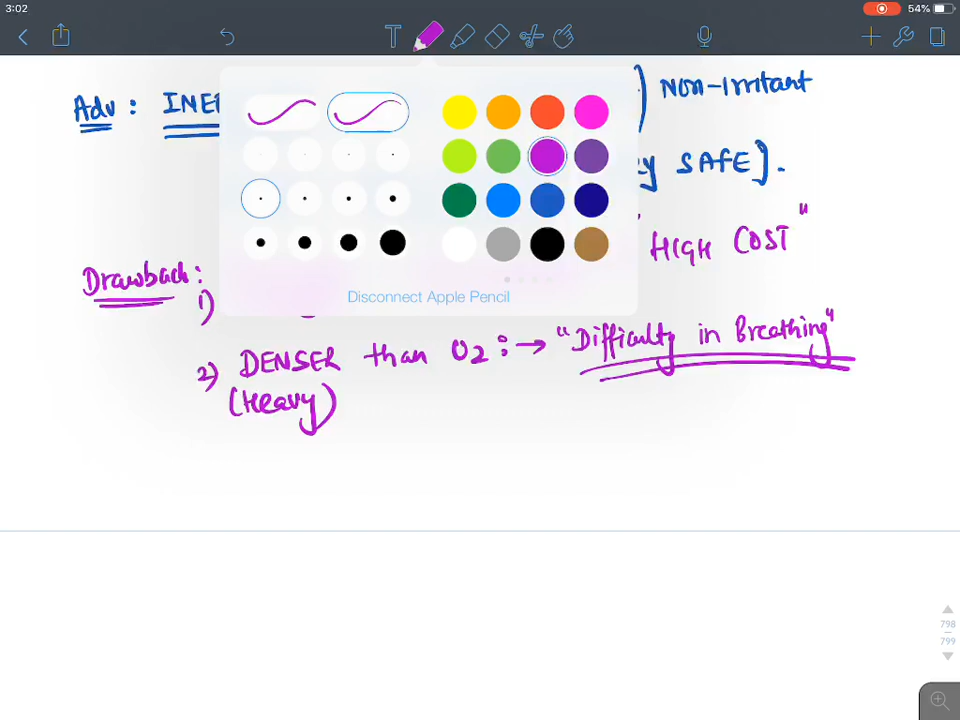 3:02
54%
T
Adv : INE
) Non-Irritant
y SAFE].
"HIGH COST"
Drawback:
1)
Disconnect Apple Pencil
2) DENSER than O2 :→ "Difficulty in Breathing"
(Heavy)
798
799